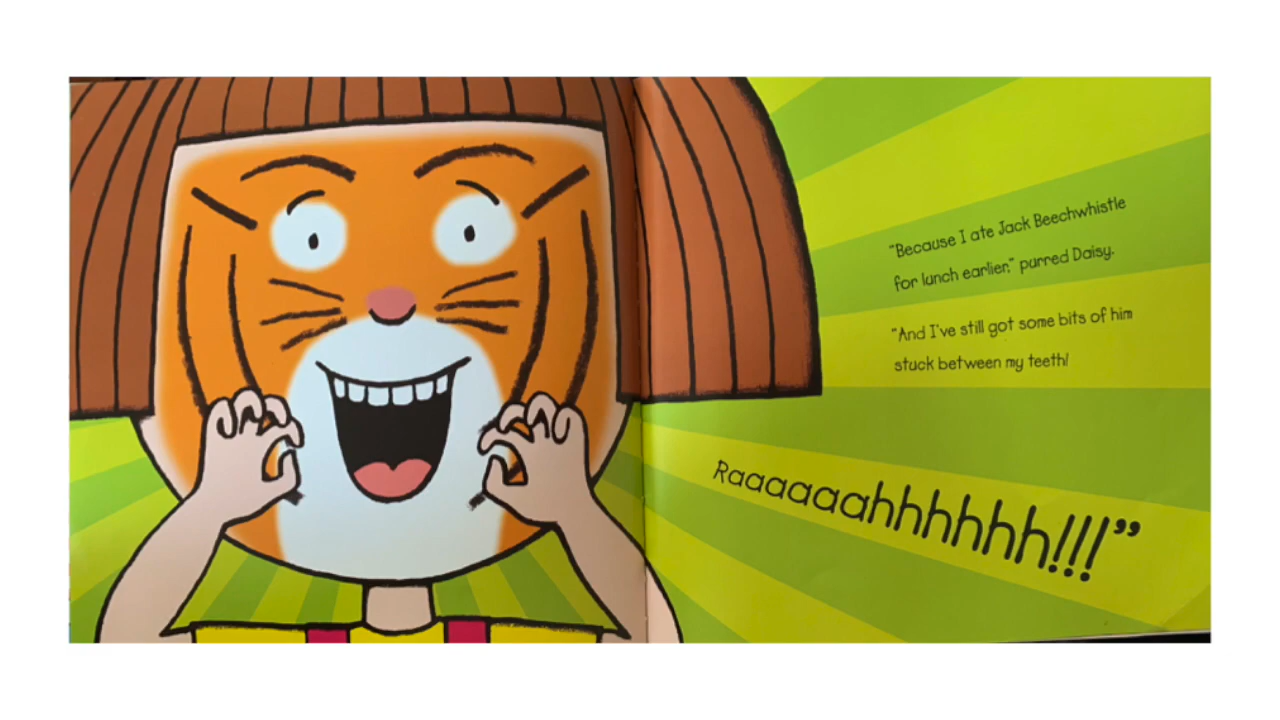 "Because I ate Jack Beechwhistle
for lunch earlier," purred Daisy.
"And I've still got some bits of him
stuck between my teeth!
Raaaaaaahhhhhhh!!!"